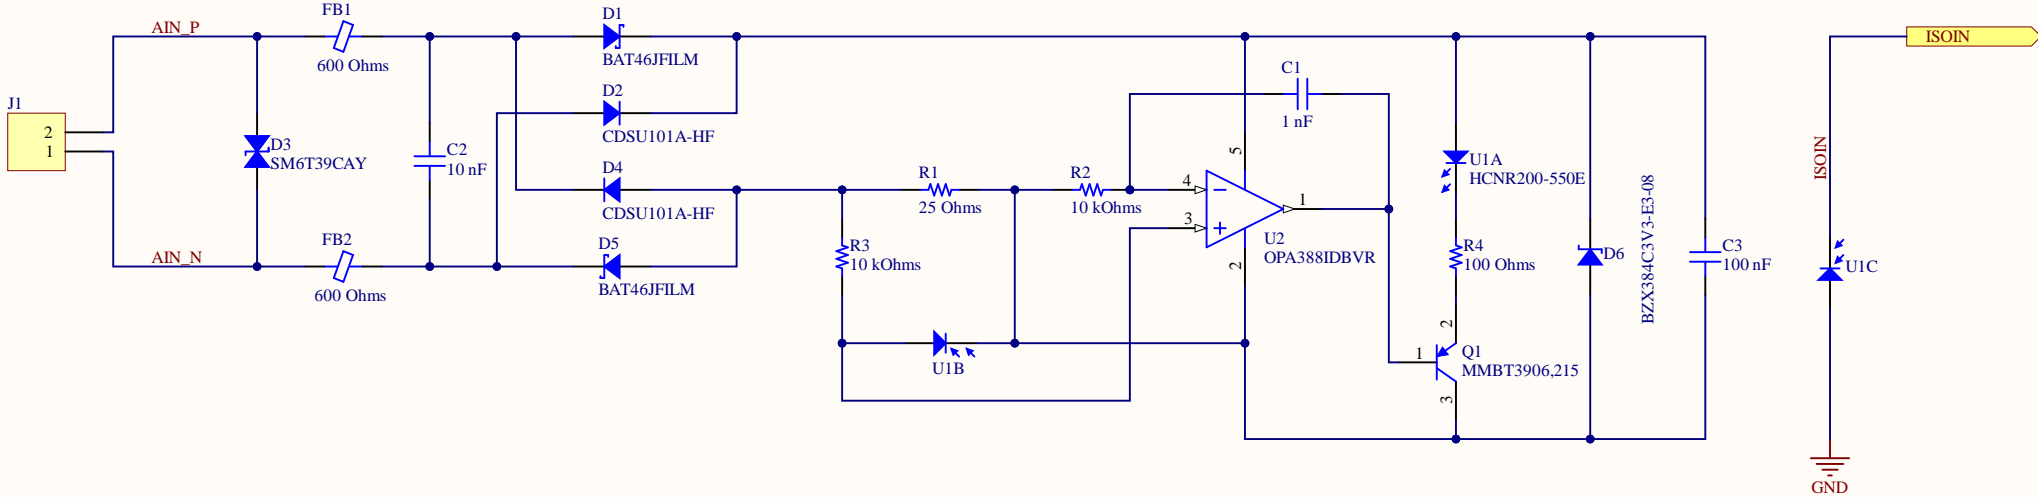 J1
2
1
AIN_P
AIN_N
FB1
600 Ohms
D3
SM6T39CAY
FB2
600 Ohms
C2
10 nF
D1
BAT46JFILM
D2
CDSU101A-HF
D4
CDSU101A-HF
D5
BAT46JFILM
R1
25 Ohms
R3
10 kOhms
U1B
R2
10 kOhms
C1
1 nF
4
3
5
2
1
U2
OPA388IDBVR
U1A
HCNR200-550E
R4
100 Ohms
2
1
3
Q1
MMBT3906,215
D6
BZX384C3V3-E3-08
C3
100 nF
ISOIN
ISOIN
U1C
GND